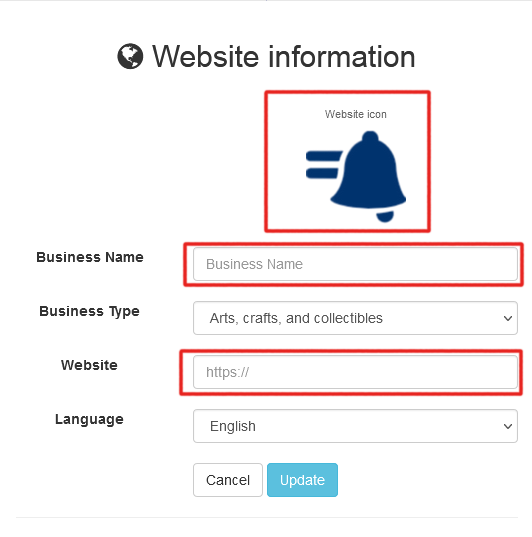 Website information
Website icon
Business Name
Business Name
Business Type
Arts, crafts, and collectibles
Website
https://
Language
English
Cancel
Update